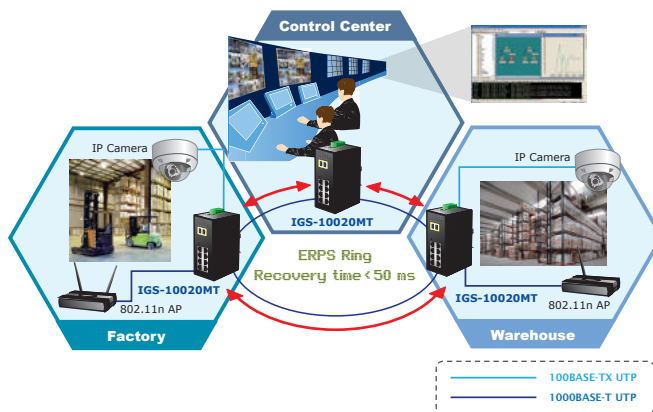 Control Center
IP Camera
IP Camera
IGS-10020MT
ERPS Ring
Recovery time < 50 ms
IGS-10020MT
802.11n AP
IGS-10020MT
802.11n AP
Factory
Warehouse
100BASE-TX UTP
1000BASE-T UTP